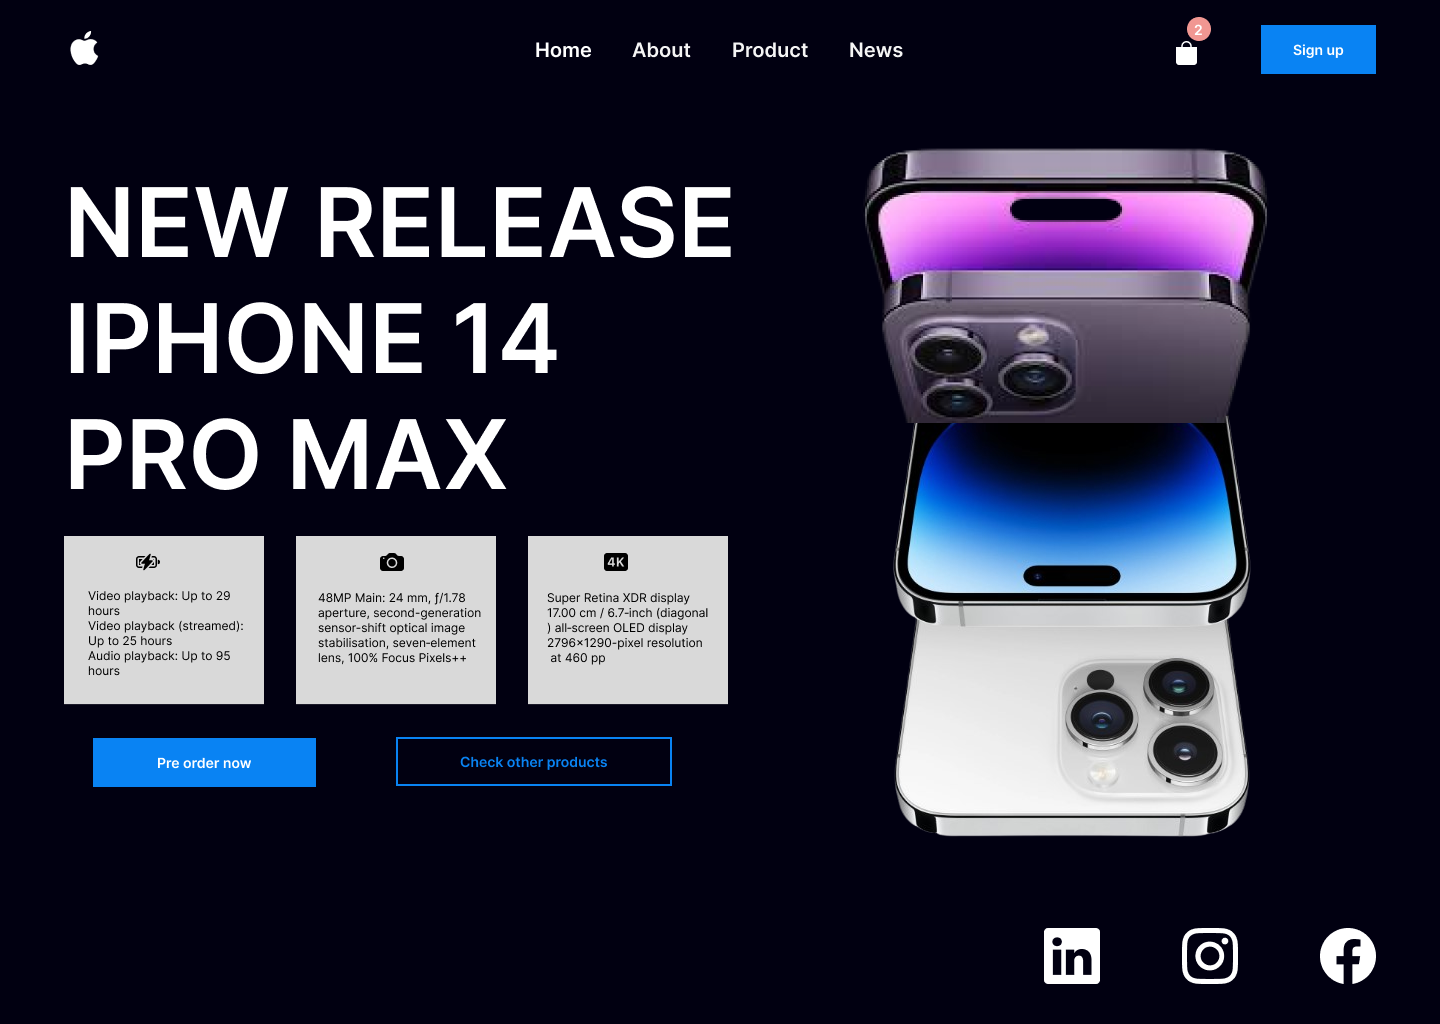 Home About Product News
2
Sign up
NEW RELEASE
IPHONE 14
PRO MAX
Video playback: Up to 29
hours
Video playback (streamed):
Up to 25 hours
Audio playback: Up to 95
hours
48MP Main: 24 mm, ƒ/1.78
aperture, second-generation
sensor-shift optical image
stabilisation, seven-element
lens, 100% Focus Pixels++
4K
Super Retina XDR display
17.00 cm / 6.7-inch (diagonal
) all-screen OLED display
2796x1290-pixel resolution
at 460 pp
Pre order now
Check other products
in